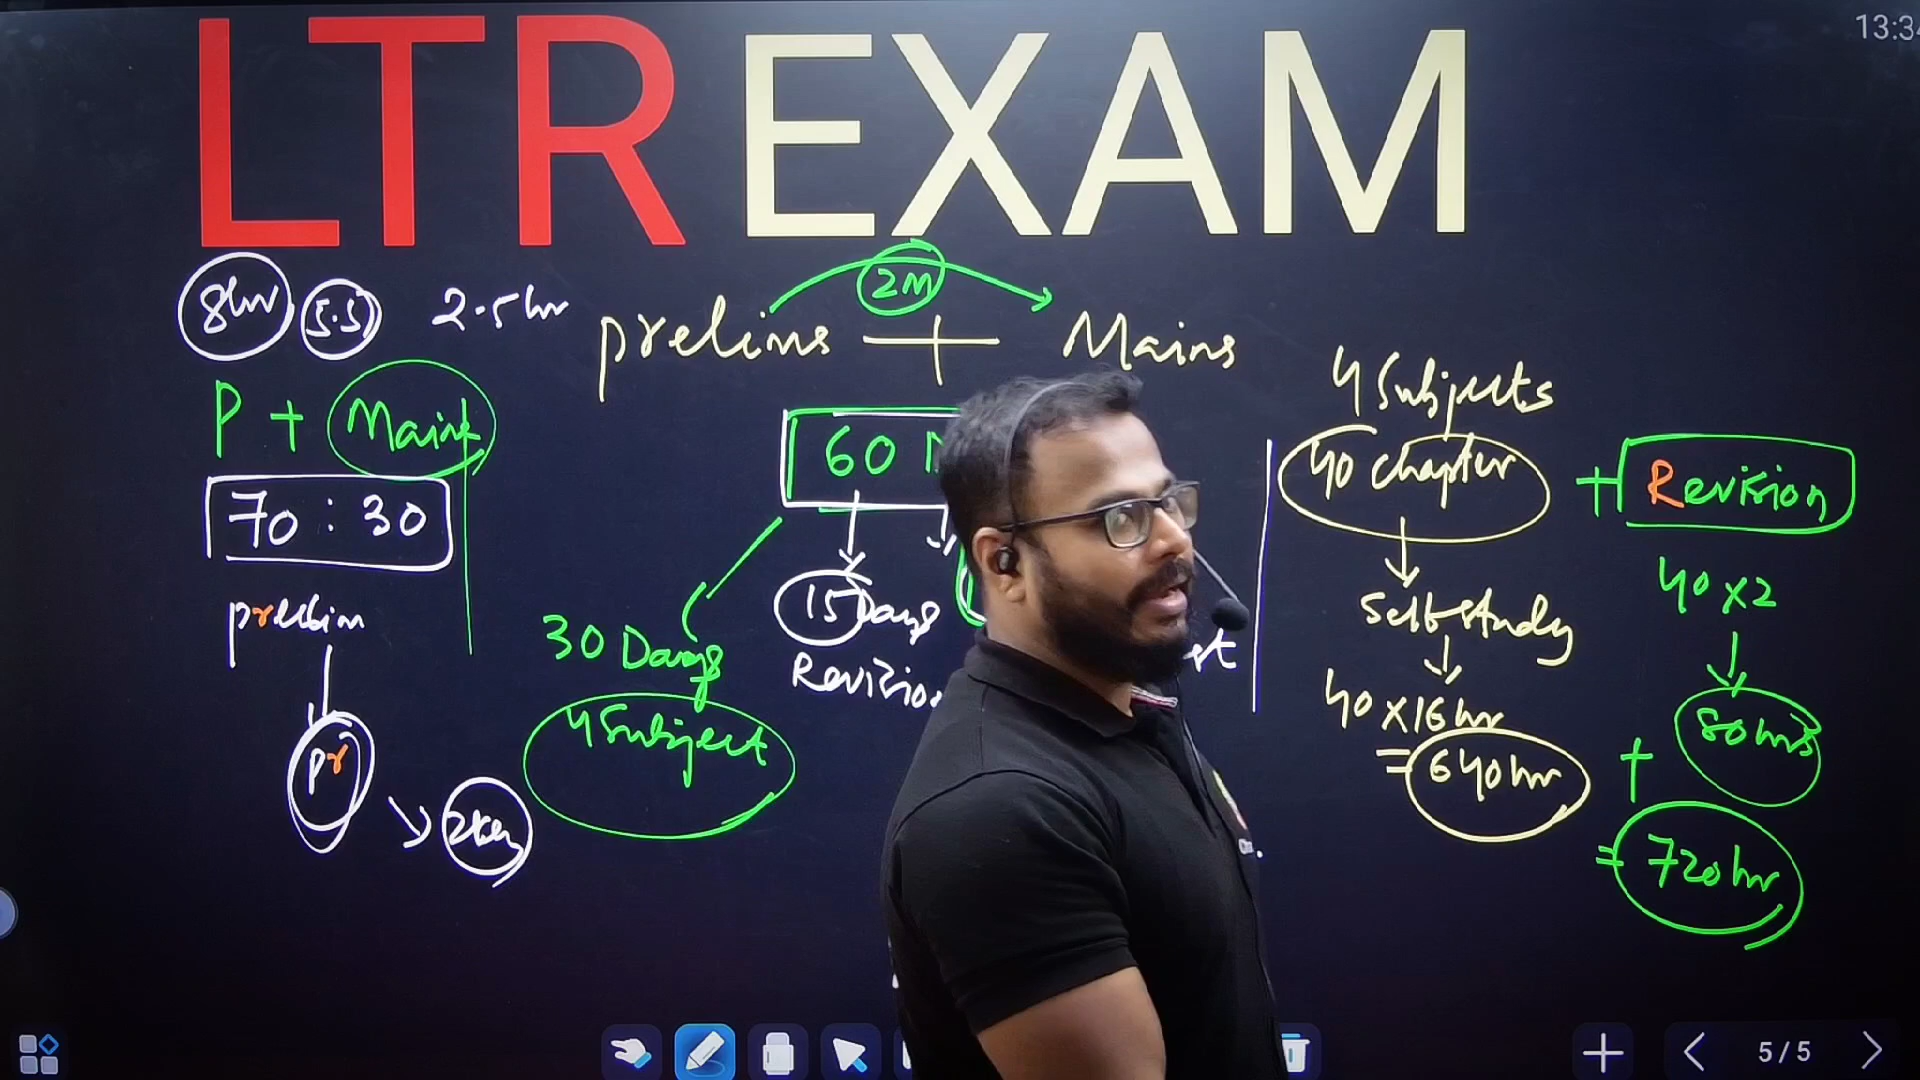 LTR EXAM
13:34
8hr 5.5 2.5hr
2M
prelims + Mains
P + Mains
70 : 30
prelim
pr
60
15 Days
Revision
30 Days
4 Subject
4 Subjects
40 chapter + Revision
Self study
40 x 16 hr
= 640 hr
40 x 2
+ 80 hrs
= 720 hr
5/5